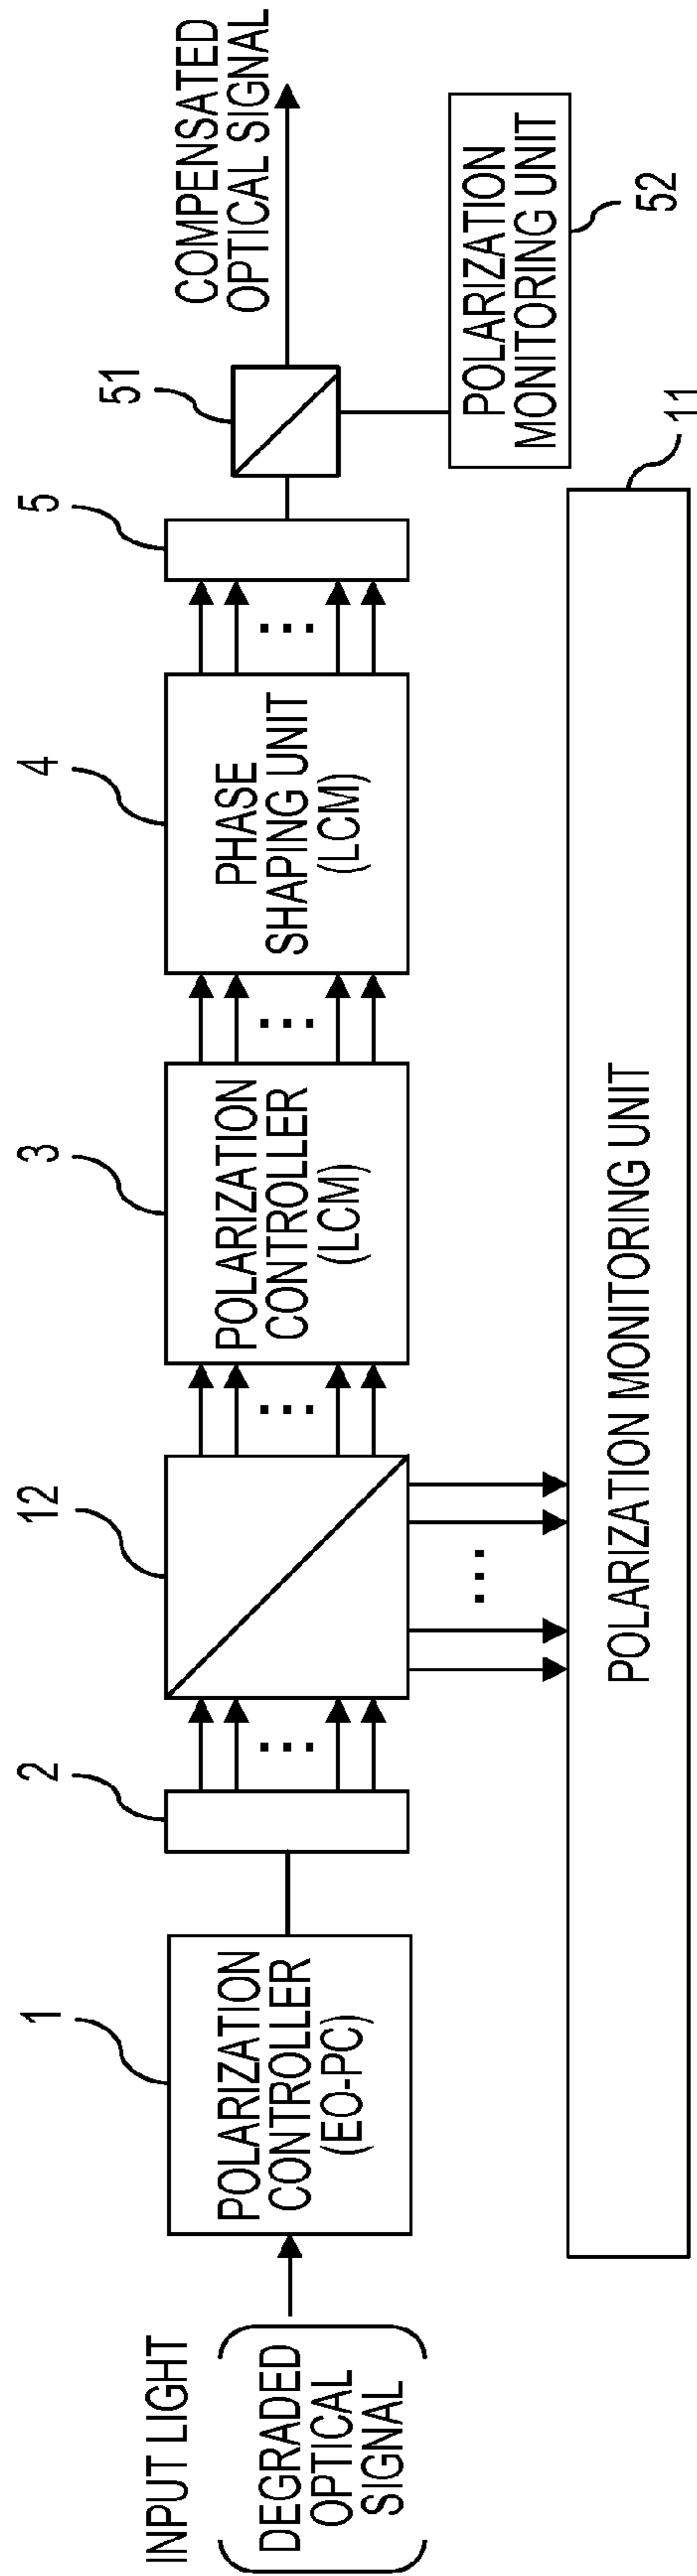 INPUT LIGHT
DEGRADED
OPTICAL
SIGNAL
1
POLARIZATION
CONTROLLER
(EO-PC)
2
12
3
POLARIZATION
CONTROLLER
(LCM)
4
PHASE
SHAPING UNIT
(LCM)
5
51
COMPENSATED
OPTICAL SIGNAL
POLARIZATION
MONITORING UNIT
52
11
POLARIZATION MONITORING UNIT